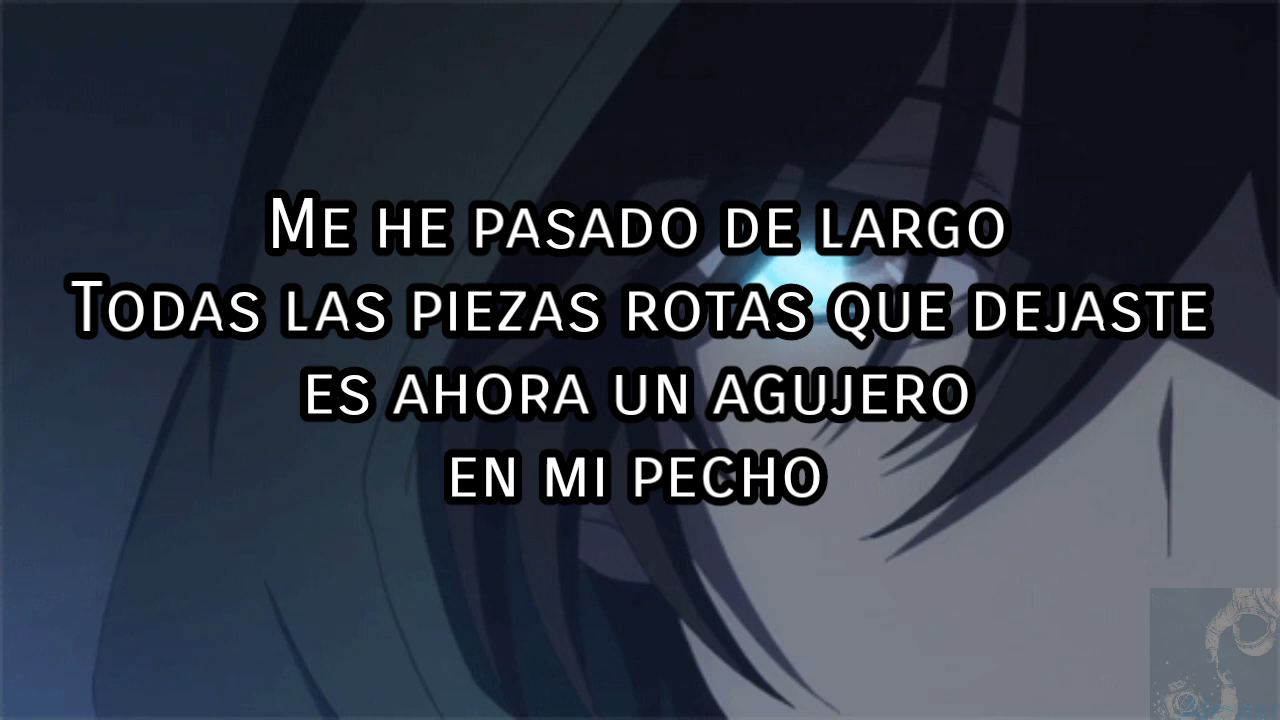 Me he pasado de largo
Todas las piezas rotas que dejaste
es ahora un agujero
en mi pecho